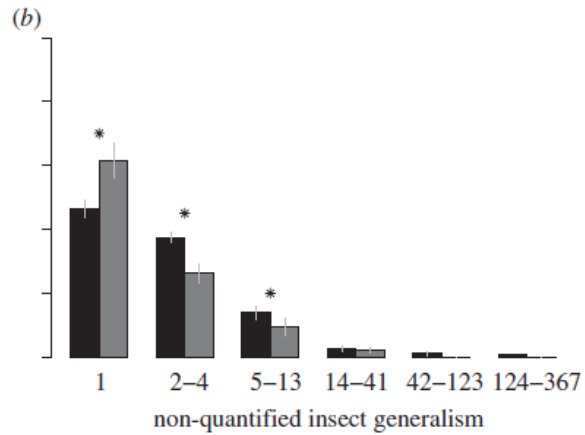 (b)
* * *
1 2–4 5–13 14–41 42–123 124–367
non-quantified insect generalism